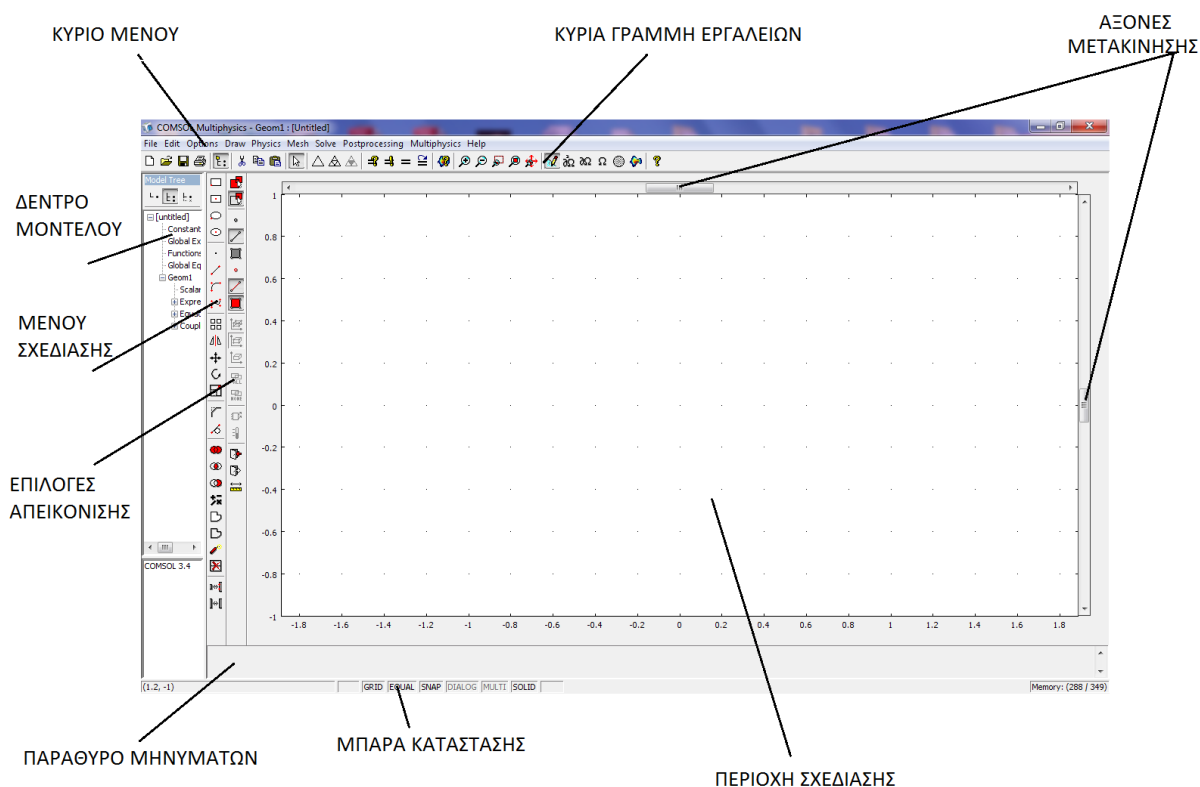 ΚΥΡΙΟ ΜΕΝΟΥ
ΚΥΡΙΑ ΓΡΑΜΜΗ ΕΡΓΑΛΕΙΩΝ
ΑΞΟΝΕΣ
ΜΕΤΑΚΙΝΗΣΗΣ
COMSOL Multiphysics - Geom1 : [Untitled]
File Edit Options Draw Physics Mesh Solve Postprocessing Multiphysics Help
Model Tree
[untitled]
Constant
Global Ex
Functions
Global Eq
Geom1
Scalar
Expre
Equat
Coupl
ΔΕΝΤΡΟ
ΜΟΝΤΕΛΟΥ
ΜΕΝΟΥ
ΣΧΕΔΙΑΣΗΣ
ΕΠΙΛΟΓΕΣ
ΑΠΕΙΚΟΝΙΣΗΣ
COMSOL 3.4
1
0.8
0.6
0.4
0.2
0
-0.2
-0.4
-0.6
-0.8
-1
-1.8 -1.6 -1.4 -1.2 -1 -0.8 -0.6 -0.4 -0.2 0 0.2 0.4 0.6 0.8 1 1.2 1.4 1.6 1.8
(1.2, -1) GRID EQUAL SNAP DIALOG MULTI SOLID Memory: (288 / 349)
ΠΑΡΑΘΥΡΟ ΜΗΝΥΜΑΤΩΝ
ΜΠΑΡΑ ΚΑΤΑΣΤΑΣΗΣ
ΠΕΡΙΟΧΗ ΣΧΕΔΙΑΣΗΣ